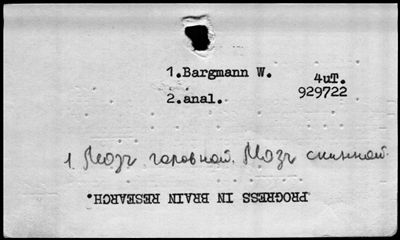 1.Bargmann W.
4uT.
2.anal.
929722
1. Мозг головной. Мозг спинной
PROGRESS IN BRAIN RESEARCH.